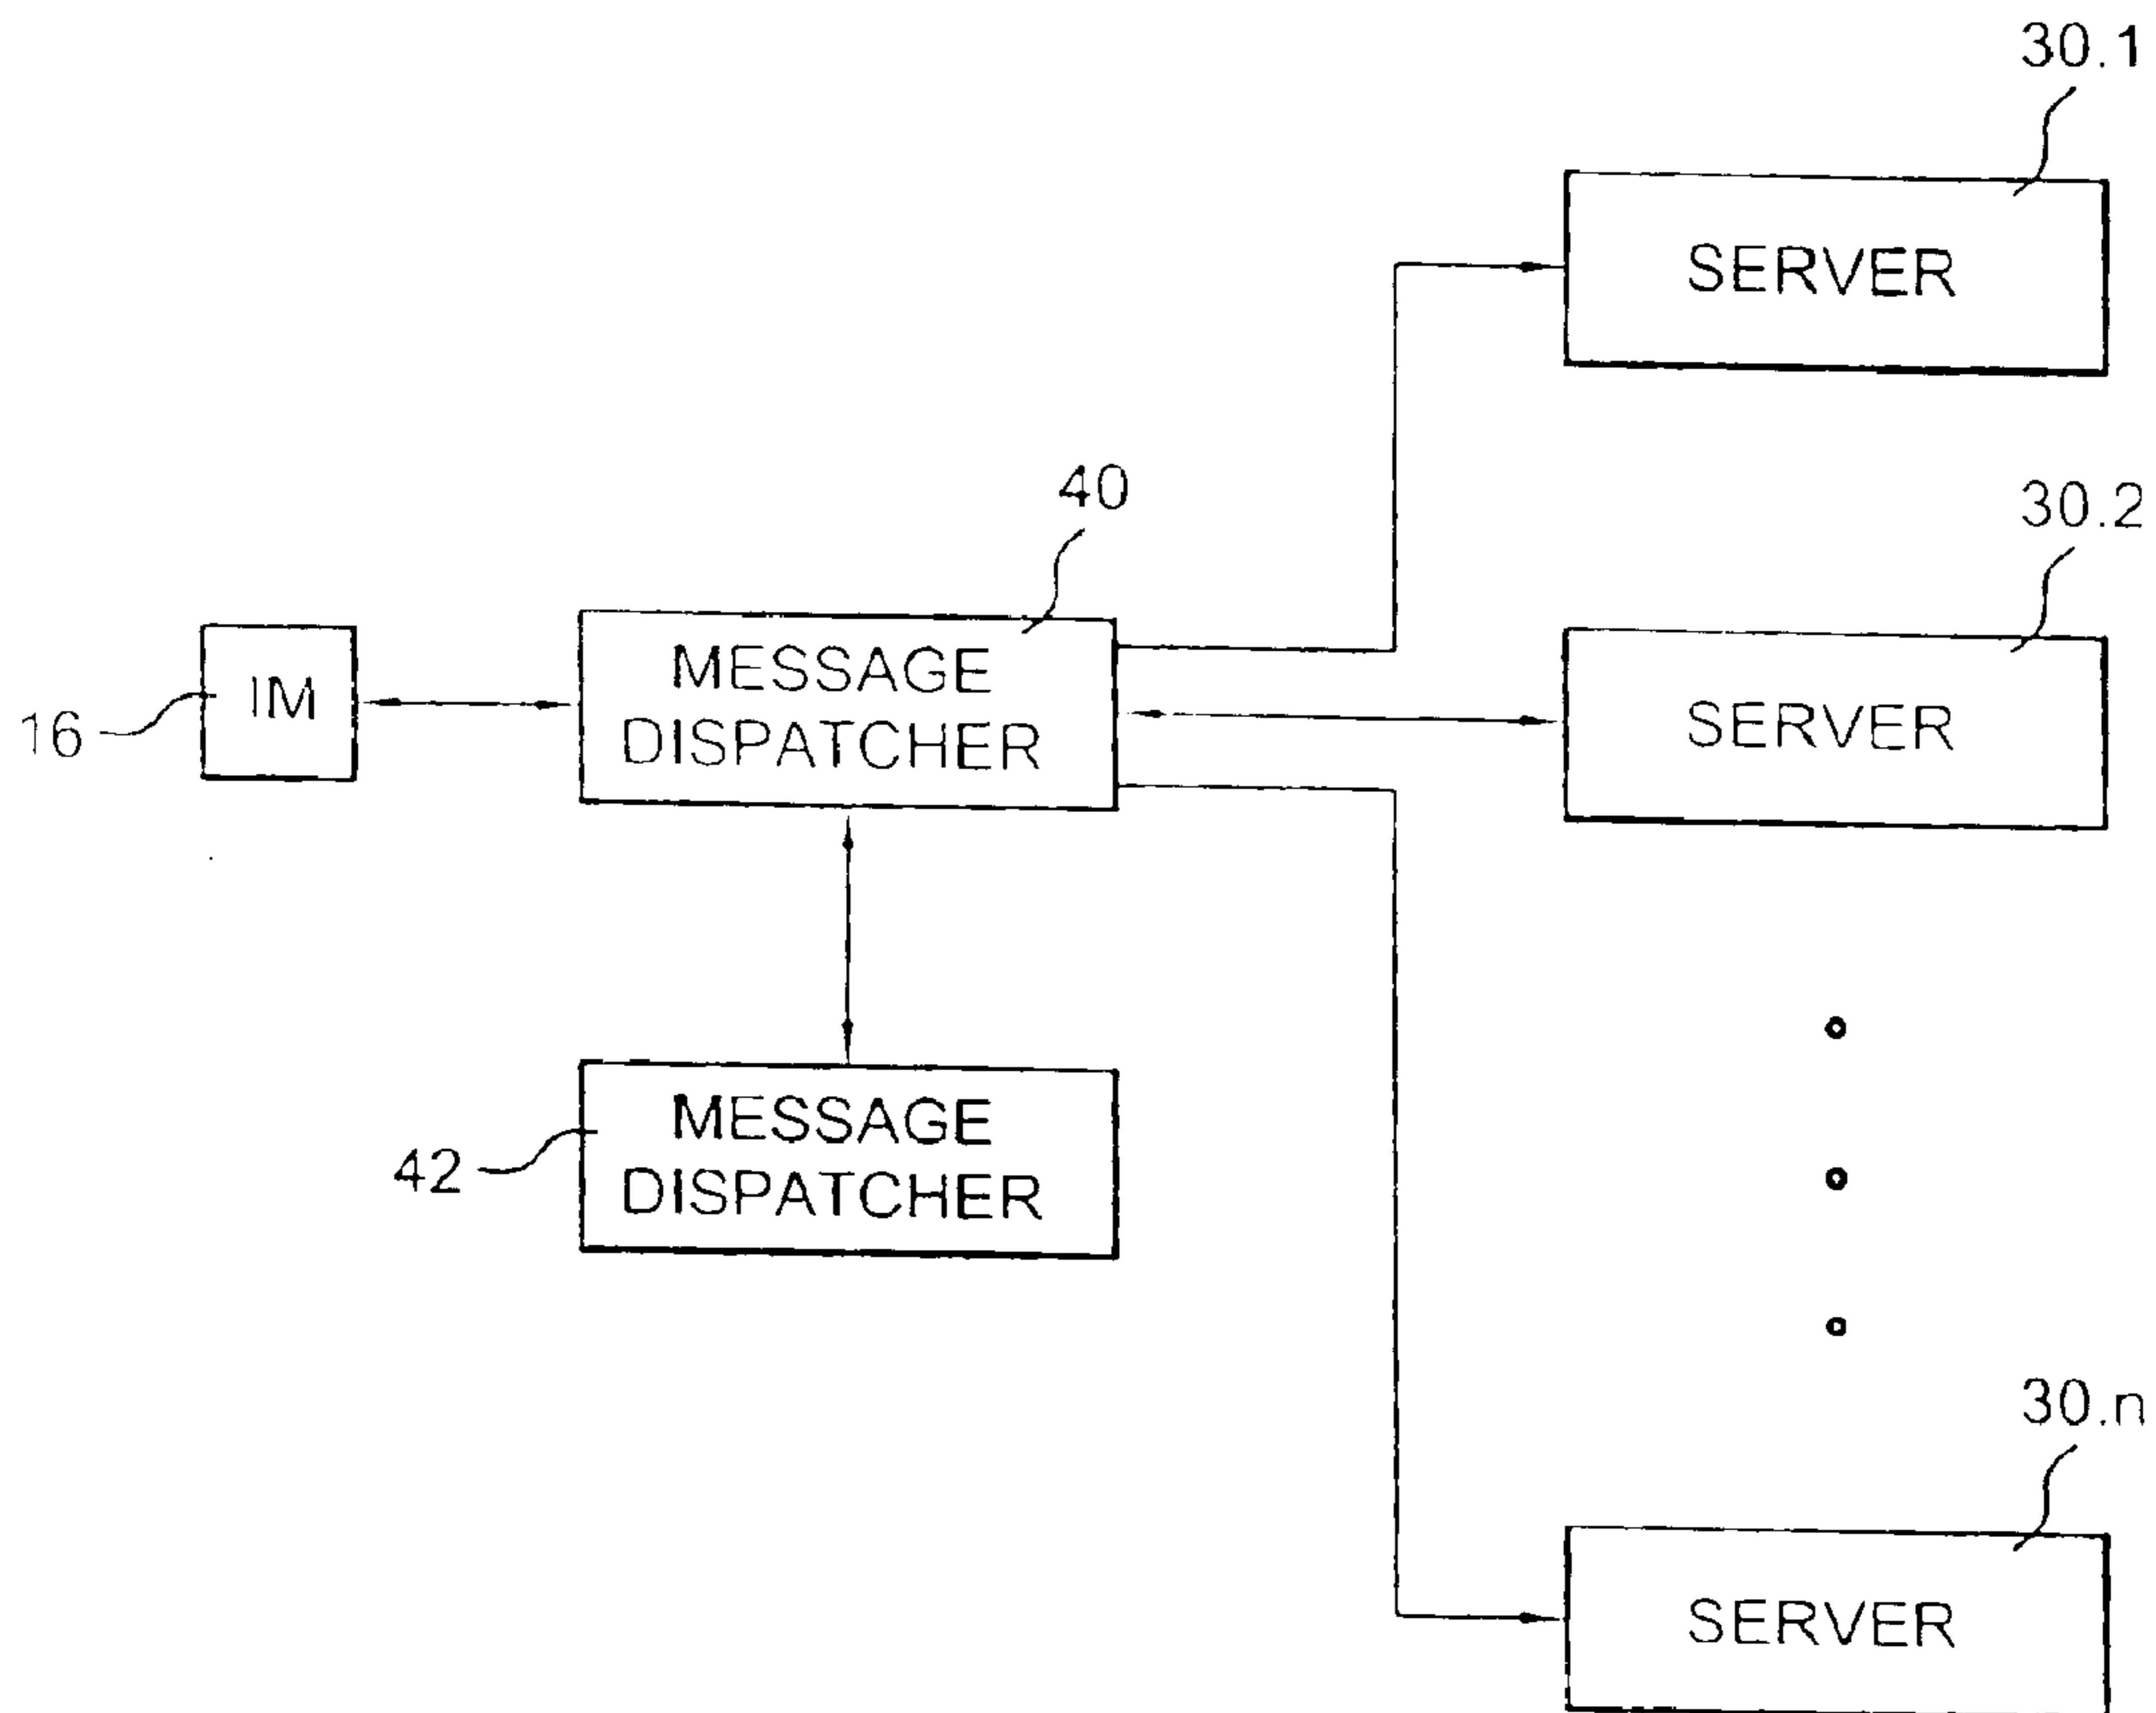 30.1
SERVER
40
30.2
MESSAGE
DISPATCHER
IM
16
SERVER
MESSAGE
DISPATCHER
42
30.n
SERVER